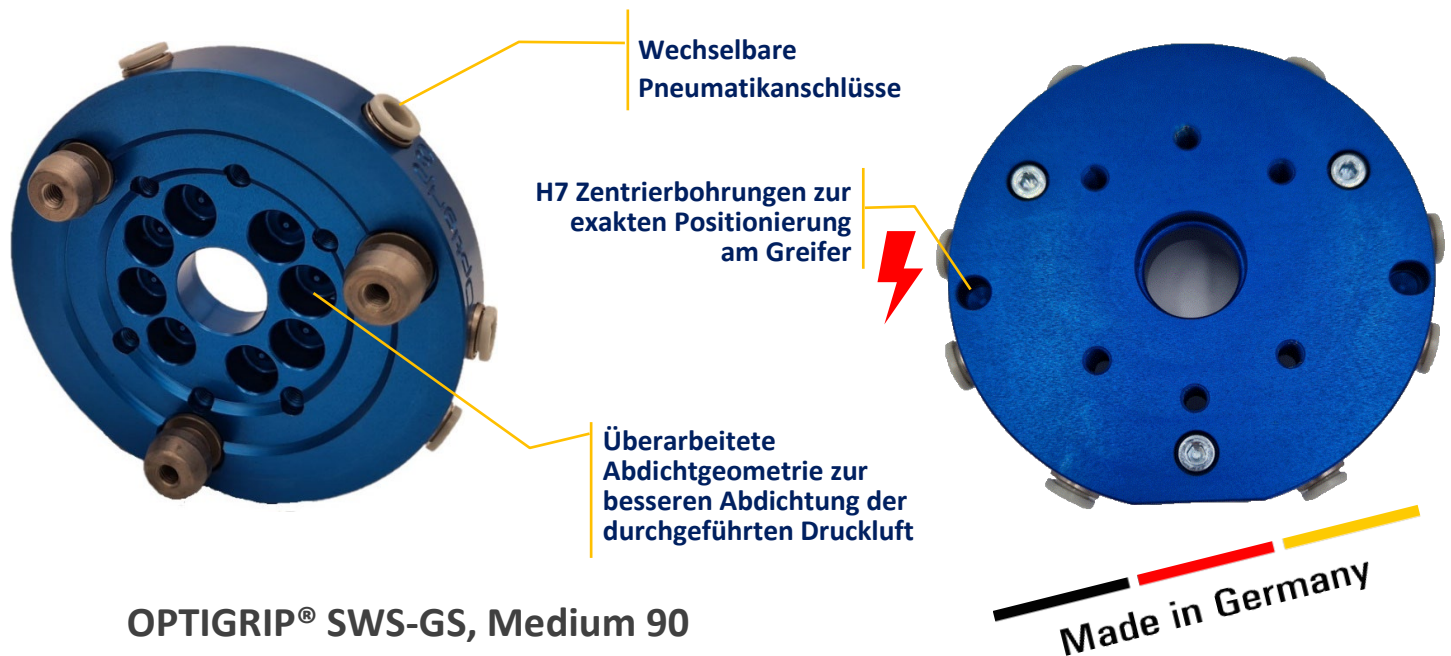 Wechselbare
Pneumatikanschlüsse
H7 Zentrierbohrungen zur
exakten Positionierung
am Greifer
Überarbeitete
Abdichtgeometrie zur
besseren Abdichtung der
durchgeführten Druckluft
OPTIGRIP® SWS-GS, Medium 90
Made in Germany